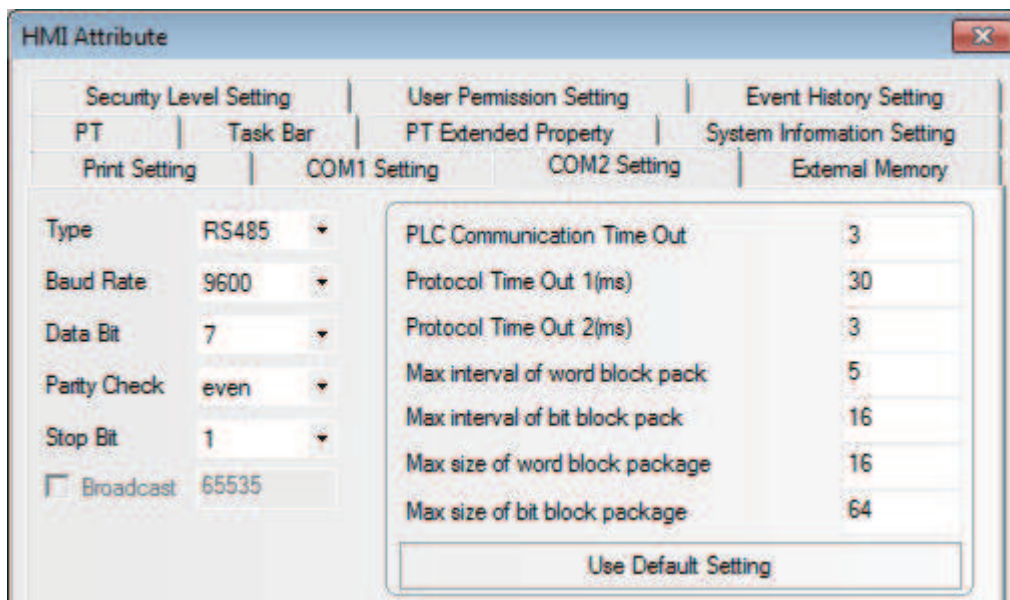 HMI Attribute
Security Level Setting User Permission Setting Event History Setting
PT Task Bar PT Extended Property System Information Setting
Print Setting COM1 Setting COM2 Setting External Memory
Type RS485
Baud Rate 9600
Data Bit 7
Parity Check even
Stop Bit 1
Broadcast 65535
PLC Communication Time Out 3
Protocol Time Out 1(ms) 30
Protocol Time Out 2(ms) 3
Max interval of word block pack 5
Max interval of bit block pack 16
Max size of word block package 16
Max size of bit block package 64
Use Default Setting